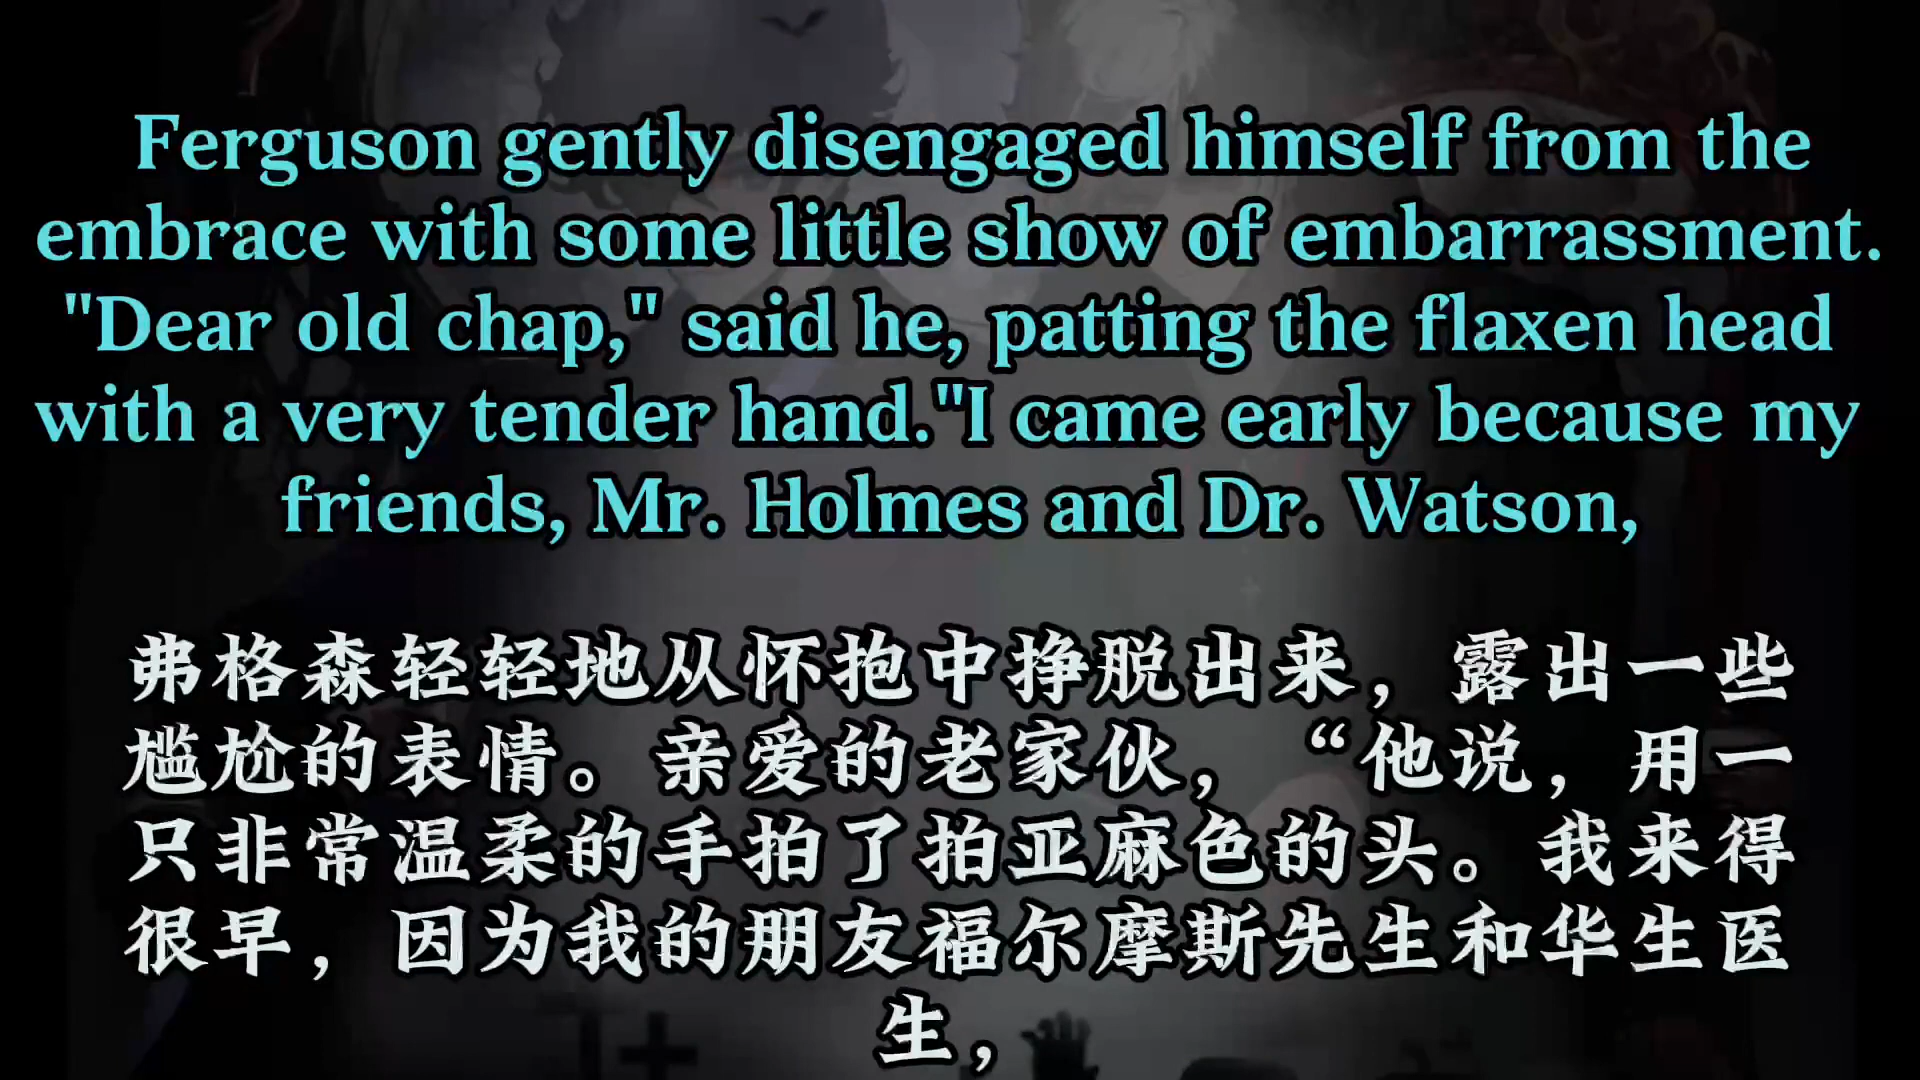 Ferguson gently disengaged himself from the
embrace with some little show of embarrassment.
"Dear old chap," said he, patting the flaxen head
with a very tender hand."I came early because my
friends, Mr. Holmes and Dr. Watson,
弗格森轻轻地从怀抱中挣脱出来，露出一些
尴尬的表情。亲爱的老家伙，“他说，用一
只非常温柔的手拍了拍亚麻色的头。我来得
很早，因为我的朋友福尔摩斯先生和华生医
生，